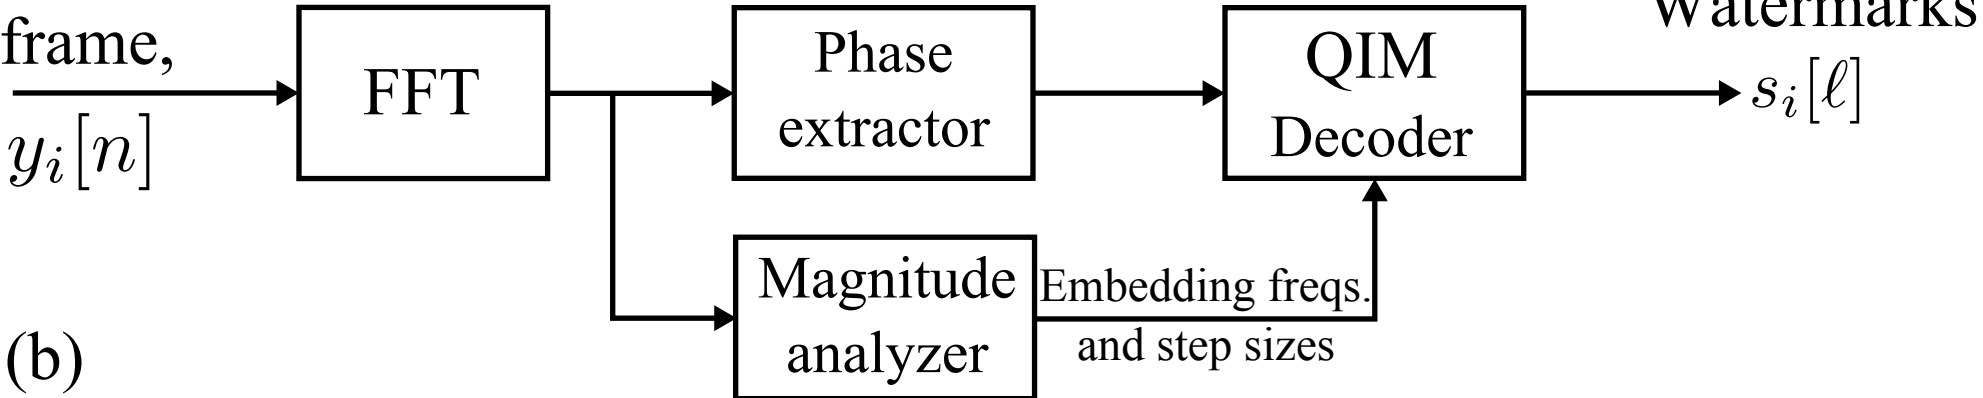 frame,
y_i[n]
FFT
Phase
extractor
QIM
Decoder
Watermarks
s_i[ℓ]
Magnitude
analyzer
Embedding freqs.
and step sizes
(b)